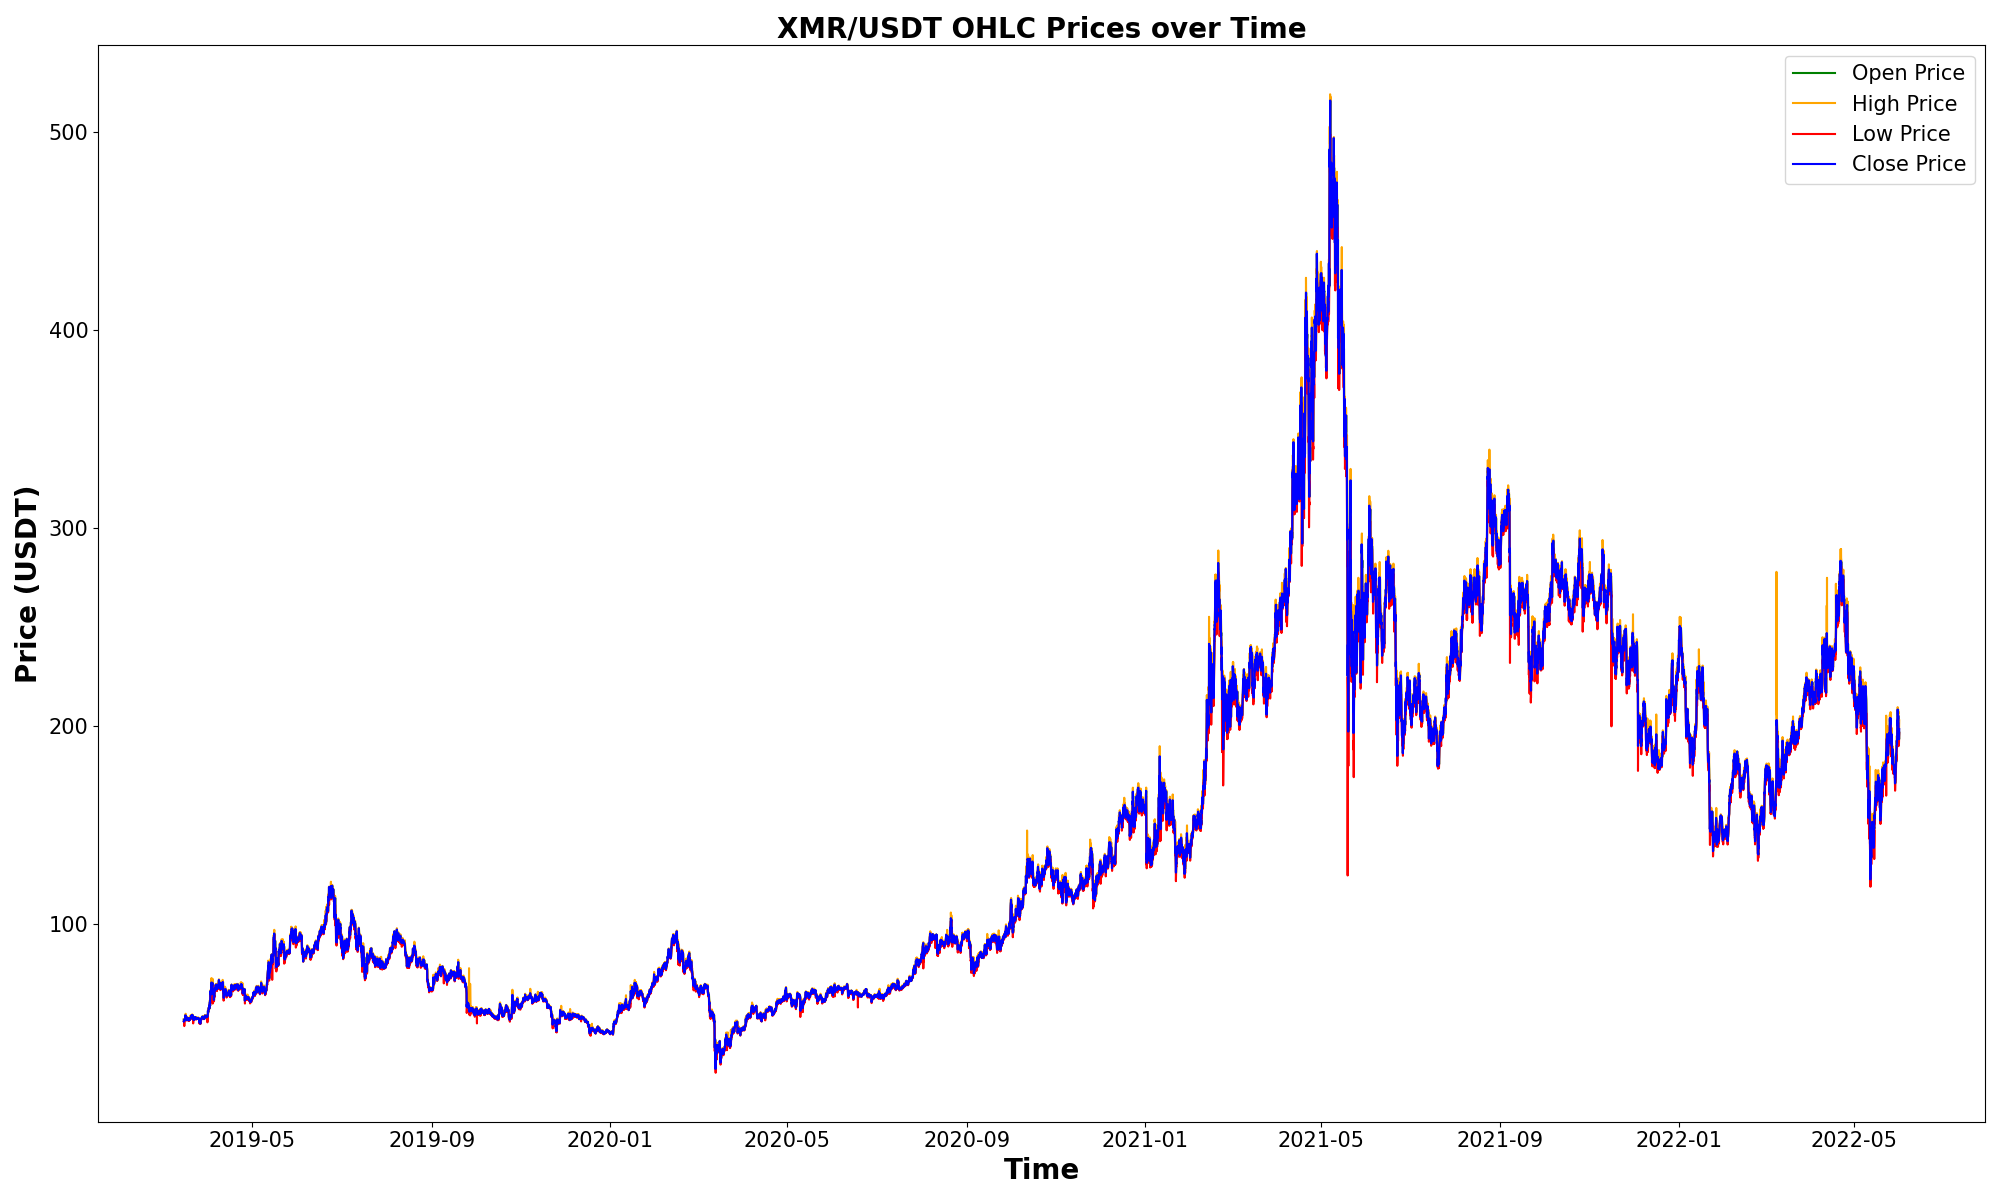 XMR/USDT OHLC Prices over Time
Open Price
High Price
Low Price
Close Price
Price (USDT)
500
400
300
200
100
2019-05
2019-09
2020-01
2020-05
2020-09
2021-01
2021-05
2021-09
2022-01
2022-05
Time